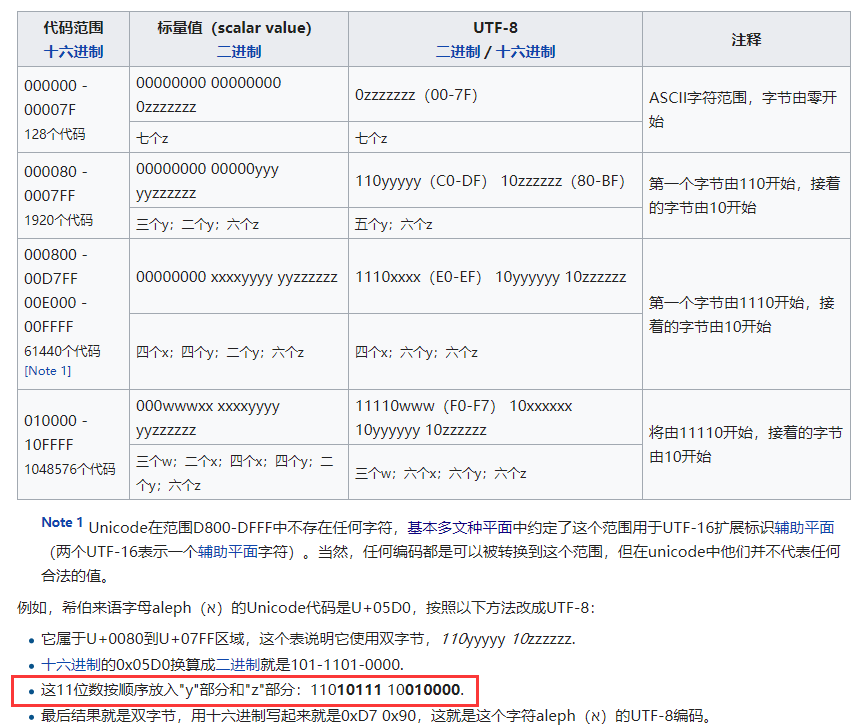 代码范围
十六进制
标量值（scalar value)
二进制
UTF-8
二进制 / 十六进制
注释
000000 -
00007F
128个代码
00000000 00000000
0zzzzzzz
七个z
0zzzzzzz（00-7F）
七个z
ASCII字符范围，字节由零开
始
000080 -
0007FF
1920个代码
00000000 00000yyy
yyzzzzzz
三个y；二个y；六个z
110yyyyy（C0-DF） 10zzzzzz（80-BF）
五个y；六个z
第一个字节由110开始，接着
的字节由10开始
000800 -
00D7FF
00E000 -
00FFFF
61440个代码
[Note 1]
00000000 xxxxyyyy yyzzzzzz
四个x；四个y；二个y；六个z
1110xxxx（E0-EF） 10yyyyyy 10zzzzzz
四个x；六个y；六个z
第一个字节由1110开始，接
着的字节由10开始
010000 -
10FFFF
1048576个代码
000wwwxx xxxxyyyy
yyzzzzzz
三个w；二个x；四个x；四个y；二
个y；六个z
11110www（F0-F7） 10xxxxxx
10yyyyyy 10zzzzzz
三个w；六个x；六个y；六个z
将由11110开始，接着的字节
由10开始
Note 1 Unicode在范围D800-DFFF中不存在任何字符，基本多文种平面中约定了这个范围用于UTF-16扩展标识辅助平面
（两个UTF-16表示一个辅助平面字符）。当然，任何编码都是可以被转换到这个范围，但在unicode中他们并不代表任何
合法的值。
例如，希伯来语字母aleph（א）的Unicode代码是U+05D0，按照以下方法改成UTF-8：
• 它属于U+0080到U+07FF区域，这个表说明它使用双字节，110yyyyy 10zzzzzz.
• 十六进制的0x05D0换算成二进制就是101-1101-0000.
• 这11位数按顺序放入"y"部分和"z"部分：11010111 10010000.
• 最后结果就是双字节，用十六进制写起来就是0xD7 0x90，这就是这个字符aleph（א）的UTF-8编码。